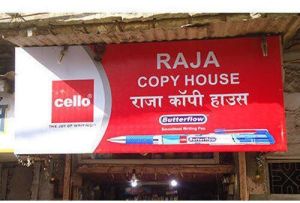 RAJA
COPY HOUSE
राजा कॉपी हाउस
cello
THE JOY OF WRITING
Butterflow
Smoothest Writing Pen